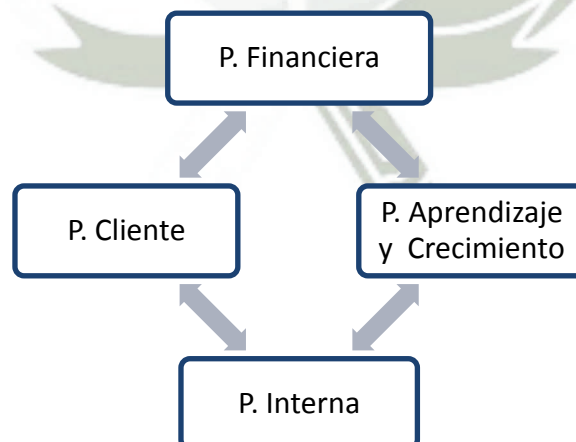 P. Financiera
P. Cliente
P. Aprendizaje
y Crecimiento
P. Interna